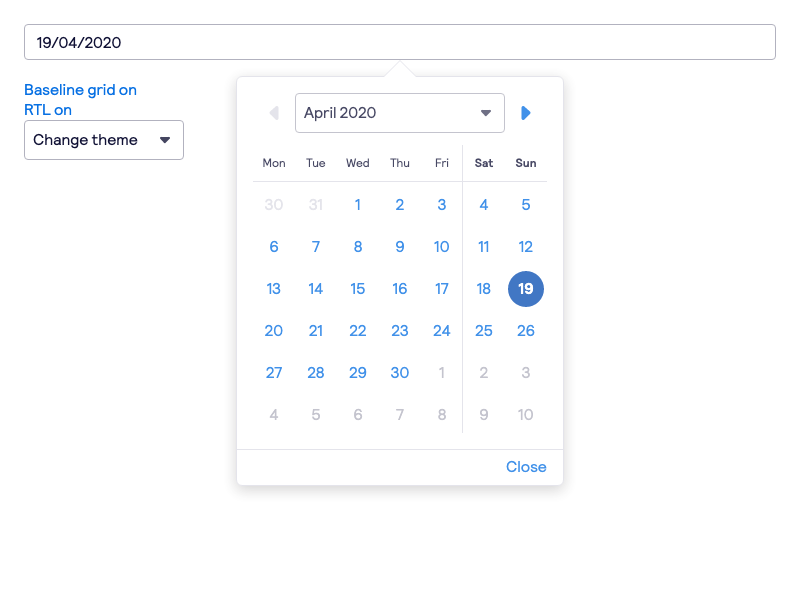 19/04/2020
Baseline grid on
RTL on
Change theme
April 2020
Mon Tue Wed Thu Fri Sat Sun
30 31 1 2 3 4 5
6 7 8 9 10 11 12
13 14 15 16 17 18 19
20 21 22 23 24 25 26
27 28 29 30 1 2 3
4 5 6 7 8 9 10
Close